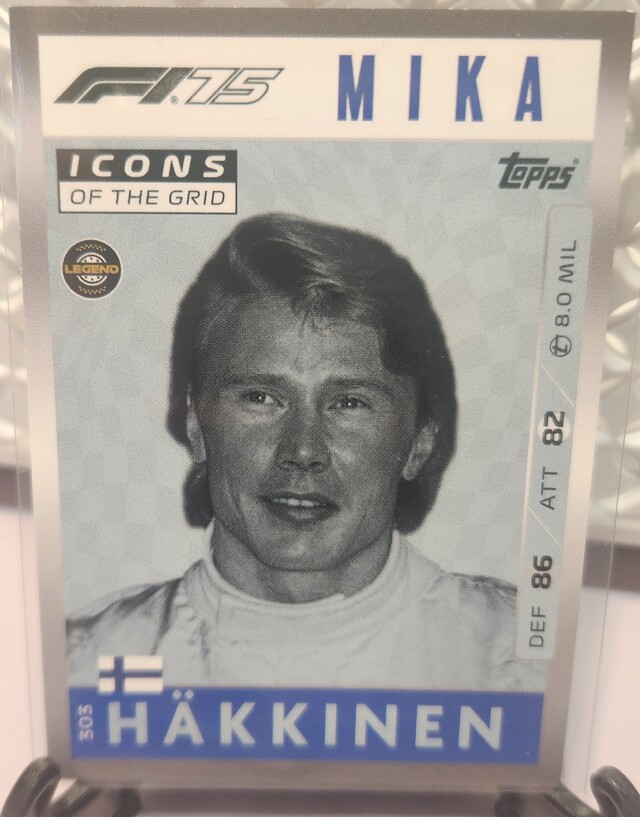 F1® 75
MIKA
ICONS
OF THE GRID
topps®
LEGEND
DEF 86 ATT 82 t 8.0 MIL
303
HÄKKINEN